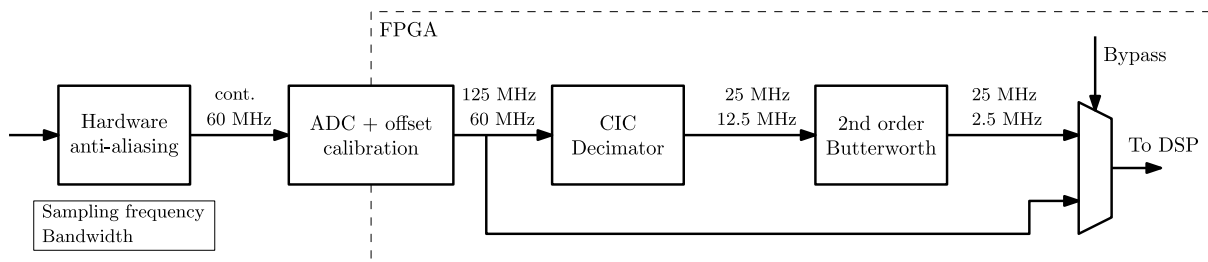 FPGA
Bypass
cont.
60 MHz
125 MHz
60 MHz
25 MHz
12.5 MHz
25 MHz
2.5 MHz
Hardware
anti-aliasing
ADC + offset
calibration
CIC
Decimator
2nd order
Butterworth
To DSP
Sampling frequency
Bandwidth